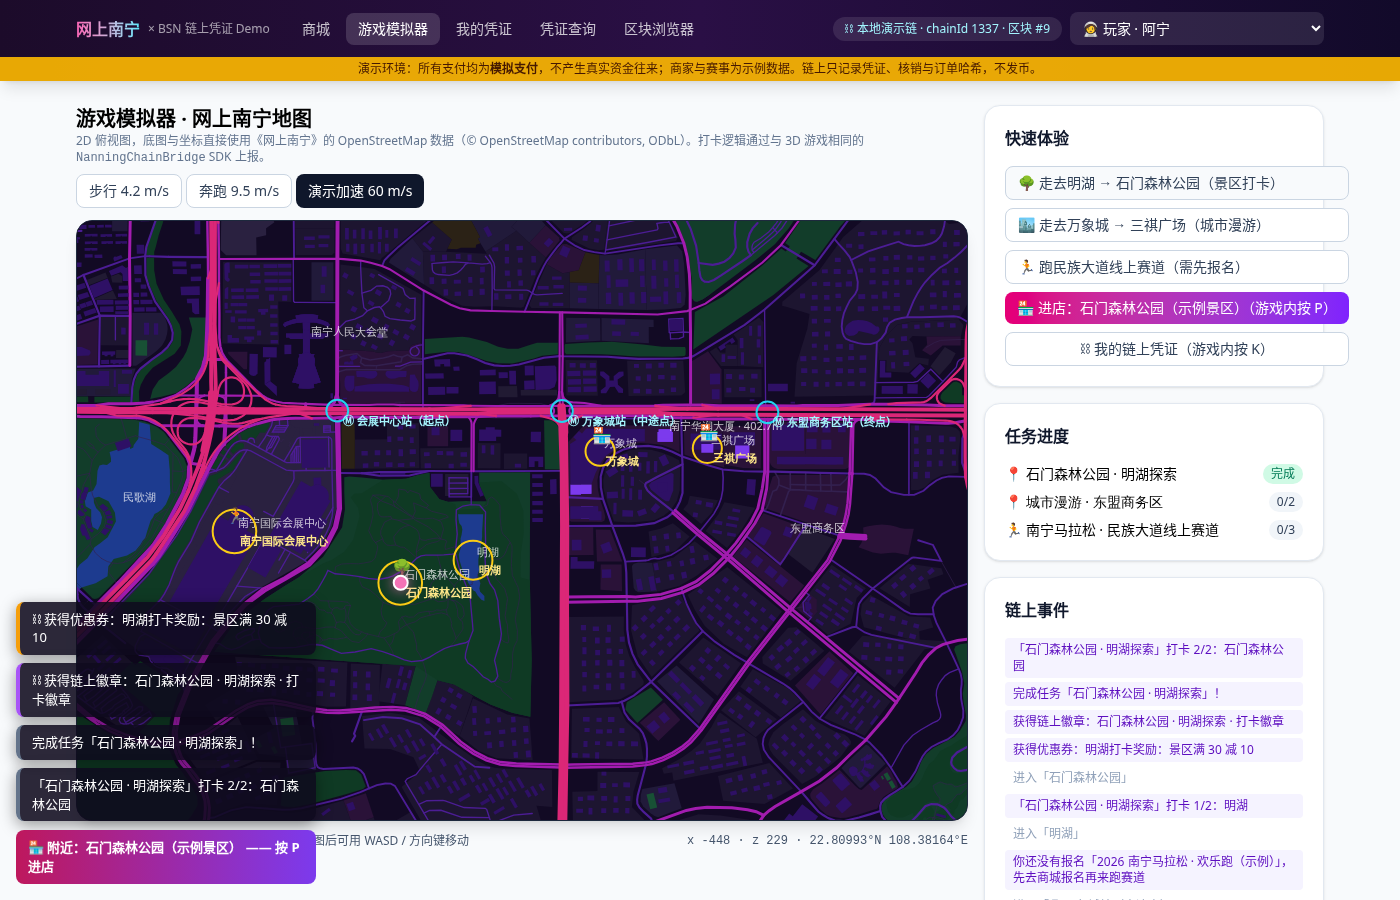 网上南宁 × BSN 链上凭证 Demo 商城 游戏模拟器 我的凭证 凭证查询 区块浏览器 ⛓ 本地演示链 · chainId 1337 · 区块 #9 🧑‍🚀 玩家 · 阿宁
演示环境：所有支付均为模拟支付，不产生真实资金往来；商家与赛事为示例数据。链上只记录凭证、核销与订单哈希，不发币。
游戏模拟器 · 网上南宁地图
2D 俯视图，底图与坐标直接使用《网上南宁》的 OpenStreetMap 数据（© OpenStreetMap contributors, ODbL）。打卡逻辑通过与 3D 游戏相同的
NanningChainBridge SDK 上报。
步行 4.2 m/s 奔跑 9.5 m/s 演示加速 60 m/s
南宁人民大会堂
Ⓜ 会展中心站（起点）
Ⓜ 万象城站（中途点）
Ⓜ 东盟商务区站（终点）
南宁华润大厦 · 402.7m
万象城
万象城
三祺广场
三祺广场
民歌湖
南宁国际会展中心
南宁国际会展中心
东盟商务区
明湖
明湖
石门森林公园
石门森林公园
⛓ 获得优惠券：明湖打卡奖励：景区满 30 减
10
⛓ 获得链上徽章：石门森林公园 · 明湖探索 · 打
卡徽章
完成任务「石门森林公园 · 明湖探索」！
「石门森林公园 · 明湖探索」打卡 2/2：石门森
林公园
🏪 附近：石门森林公园（示例景区） —— 按 P
进店
图后可用 WASD / 方向键移动
x -448 · z 229 · 22.80993°N 108.38164°E
快速体验
🌳 走去明湖 → 石门森林公园（景区打卡）
🏙️ 走去万象城 → 三祺广场（城市漫游）
🏃 跑民族大道线上赛道（需先报名）
🏪 进店：石门森林公园（示例景区）（游戏内按 P）
⛓ 我的链上凭证（游戏内按 K）
任务进度
📍 石门森林公园 · 明湖探索 完成
📍 城市漫游 · 东盟商务区 0/2
🏃 南宁马拉松 · 民族大道线上赛道 0/3
链上事件
「石门森林公园 · 明湖探索」打卡 2/2：石门森林公
园
完成任务「石门森林公园 · 明湖探索」！
获得链上徽章：石门森林公园 · 明湖探索 · 打卡徽章
获得优惠券：明湖打卡奖励：景区满 30 减 10
进入「石门森林公园」
「石门森林公园 · 明湖探索」打卡 1/2：明湖
进入「明湖」
你还没有报名「2026 南宁马拉松 · 欢乐跑（示例）」，
先去商城报名再来跑赛道